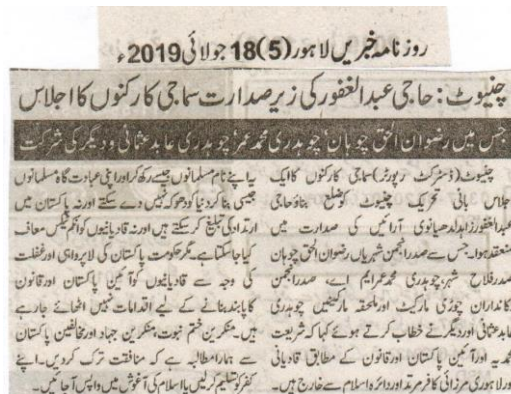 روزنامہ خبریں لاہور (5) 18 جولائی 2019ء
چنیوٹ: حاجی عبدالغفور کی زیر صدارت سماجی کارکنوں کا اجلاس
جس میں رضوان الحق چوہان، چوہدری محمد عمر، چوہدری عابد عثمانی و دیگر کی شرکت
چنیوٹ (ڈسٹرکٹ رپورٹر) سماجی کارکنوں کا ایک
جلاس بانی تحریک چنیوٹ کو ضلع بناؤ حاجی
عبدالغفور زاہد لدھیانوی آرائیں کی صدارت میں
منعقد ہوا۔ جس سے صدر انجمن شہریاں رضوان الحق چوہان
صدر فلاح شہر، چوہدری محمد عمر ایم اے، صدر انجمن
کانداران چوڑی مارکیٹ اور ملحقہ مارکیٹیں چوہدری
عابد عثمانی اور دیگر نے خطاب کرتے ہوئے کہا کہ شریعت
محمدیہ اور آئین پاکستان اور قانون کے مطابق قادیانی
ور لاہوری مرزائی کافر مرتد اور دائرہ اسلام سے خارج ہیں۔
یا اپنے نام مسلمانوں جیسے رکھ کر اور اپنی عبادت گاہ مسلمانوں
جیسی بنا کر دنیا کو دھوکہ نہیں دے سکتے اور نہ پاکستان میں
ارتداد کی تبلیغ کر سکتے ہیں اور نہ قادیانیوں کو انکم ٹیکس معاف
کیا جا سکتا ہے۔ مگر حکومت پاکستان کی لاپرواہی اور غفلت
کی وجہ سے قادیانیوں کو آئین پاکستان اور قانون
کا پابند بنانے کے لیے اقدامات نہیں اٹھائے جا رہے
ہیں، منکرین ختم نبوت، منکرین جہاد اور مخالفین پاکستان
سے ہمارا مطالبہ ہے کہ منافقت ترک کر دیں۔ اپنے
کفر کو تسلیم کر لیں یا اسلام کی آغوش میں واپس آ جائیں۔